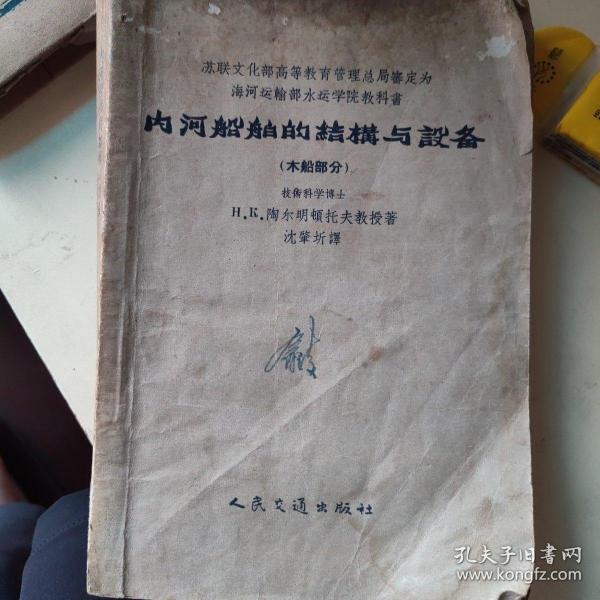 苏联文化部高等教育管理总局審定为
海河运輸部水运学院教科書
内河船舶的結構与設备
(木船部分)
技術科学博士
Н.К.陶尔明頓托夫教授著
沈肇圻譯
人民交通出版社
孔夫子旧书网
www.kongfz.com